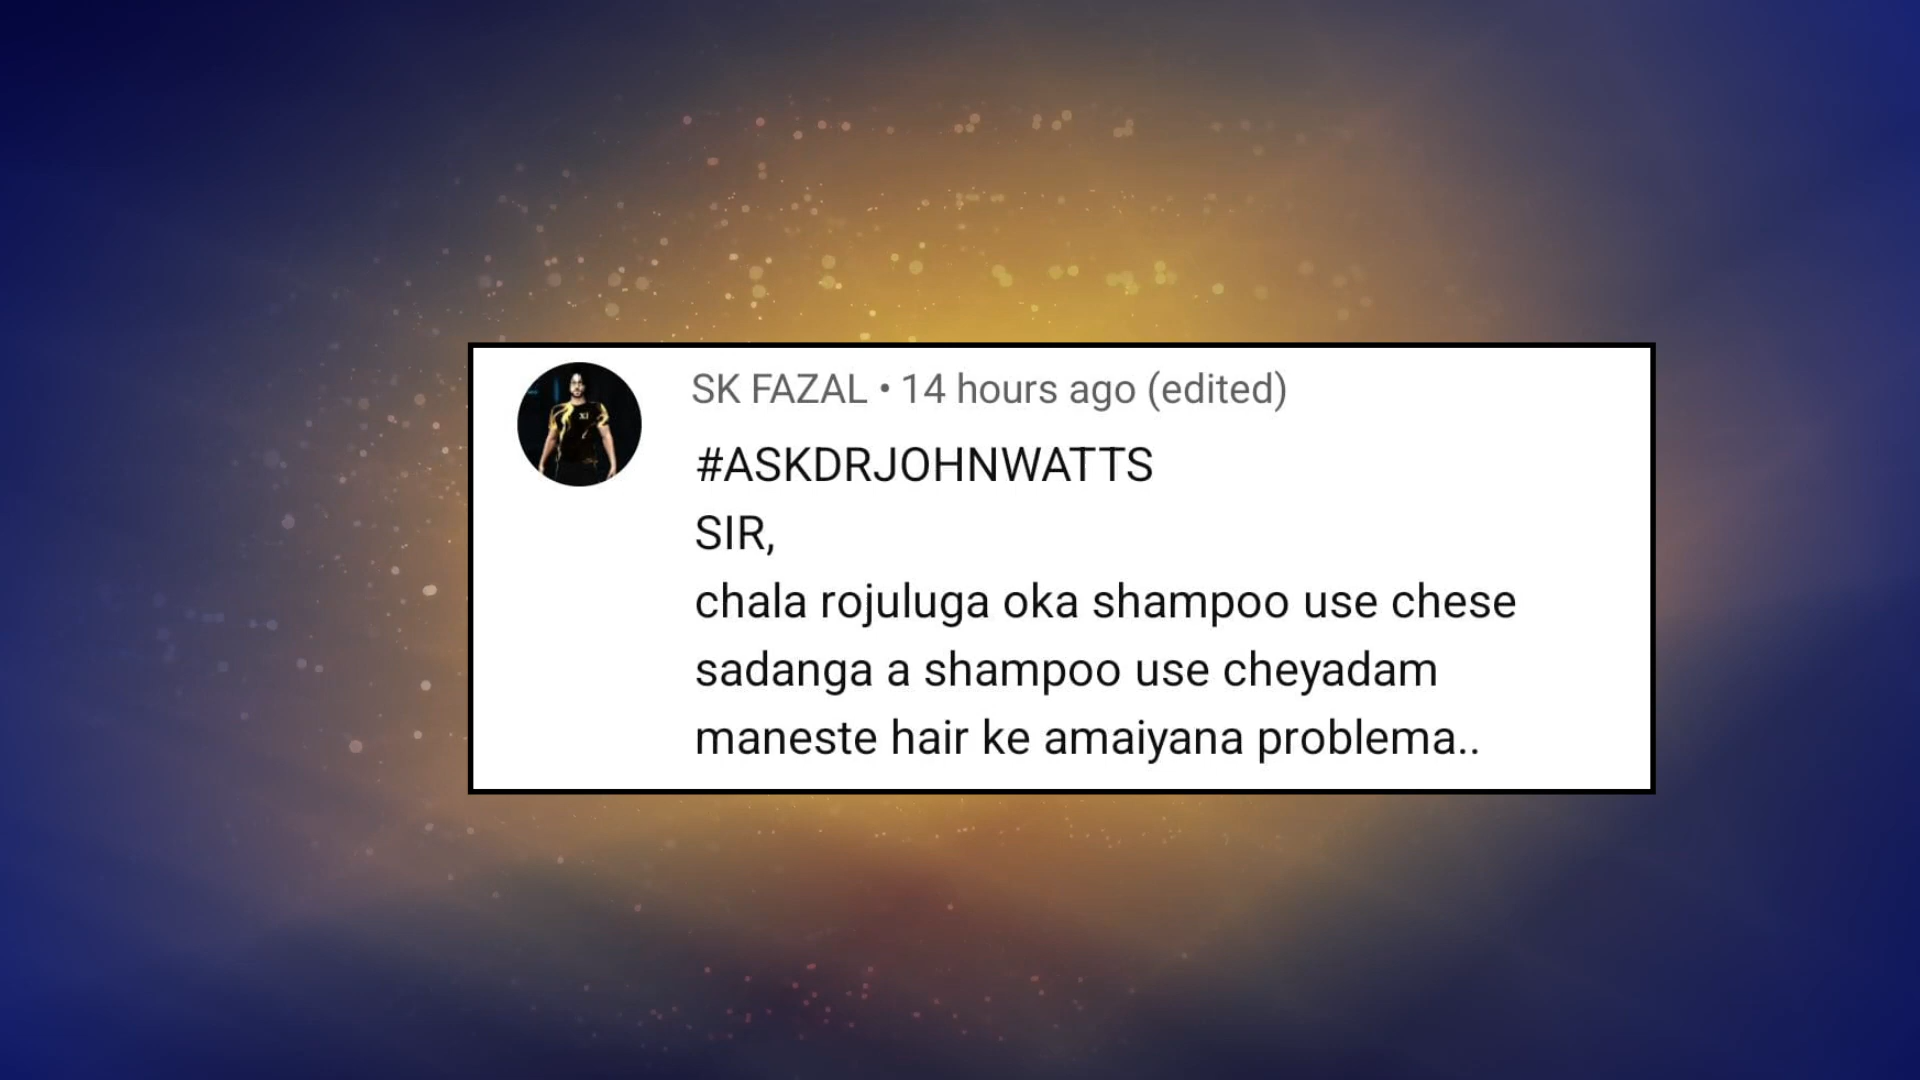 SK FAZAL • 14 hours ago (edited)
#ASKDRJOHNWATTS
SIR,
chala rojuluga oka shampoo use chese
sadanga a shampoo use cheyadam
maneste hair ke amaiyana problema..